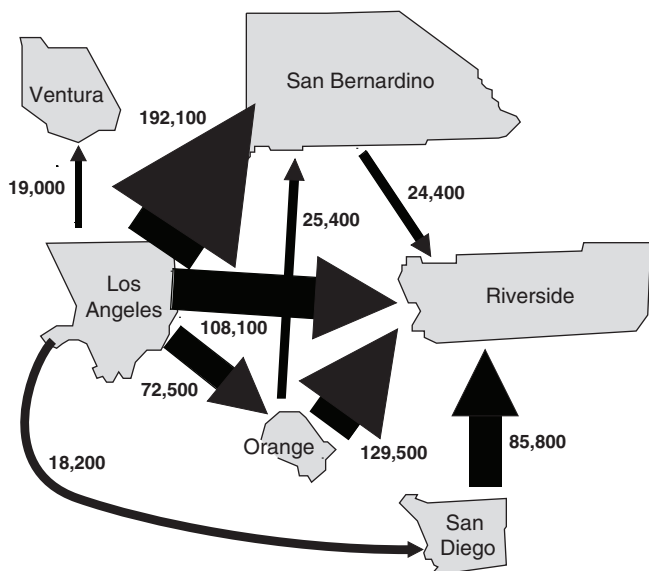 San Bernardino
Ventura
192,100
19,000
25,400
24,400
Los
Angeles
Riverside
108,100
72,500
Orange
129,500
85,800
18,200
San
Diego